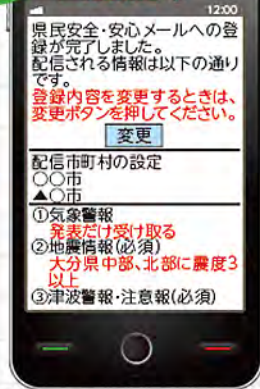 12:00
県民安全・安心メールへの登
録が完了しました。
配信される情報は以下の通り
です。
登録内容を変更するときは、
変更ボタンを押してください。
変更
配信市町村の設定
○○市
▲○市
①気象警報
発表だけ受け取る
②地震情報(必須)
大分県中部、北部に震度3
以上
③津波警報・注意報(必須)